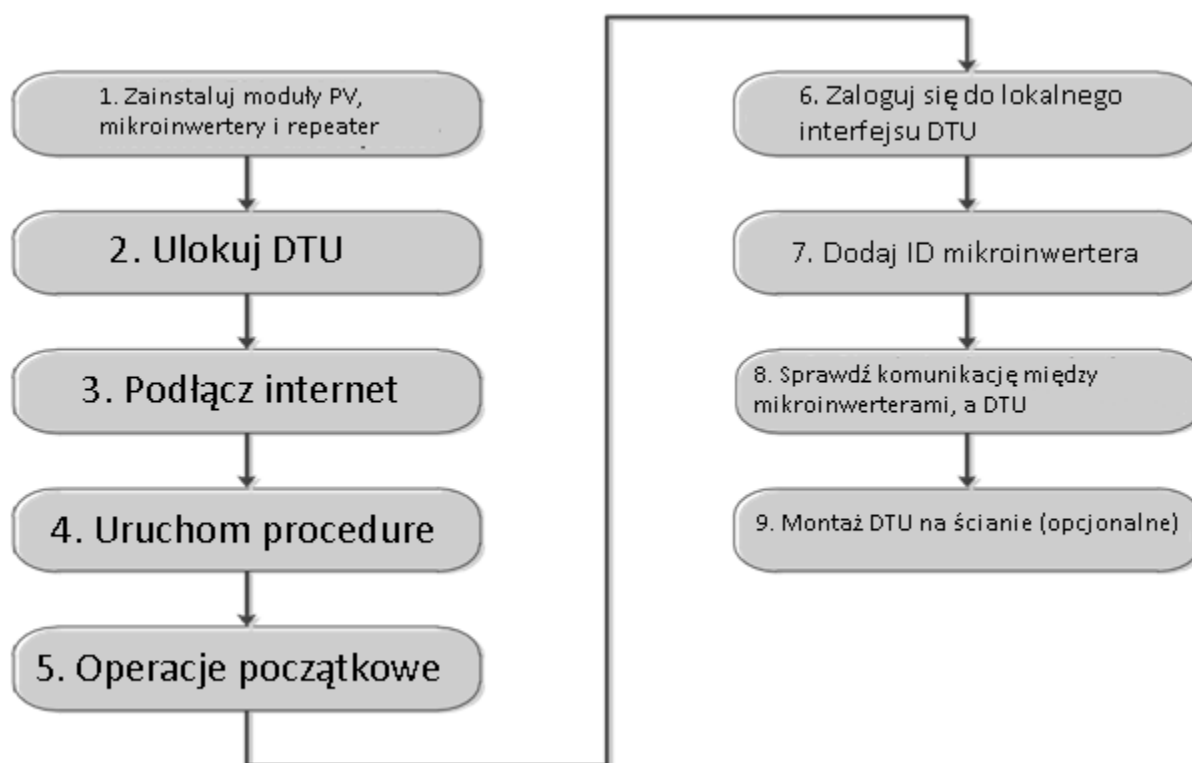 1. Zainstaluj moduły PV,
mikroinwertery i repeater
2. Ulokuj DTU
3. Podłącz internet
4. Uruchom procedure
5. Operacje początkowe
6. Zaloguj się do lokalnego
interfejsu DTU
7. Dodaj ID mikroinwertera
8. Sprawdź komunikację między
mikroinwerterami, a DTU
9. Montaż DTU na ścianie (opcjonalne)